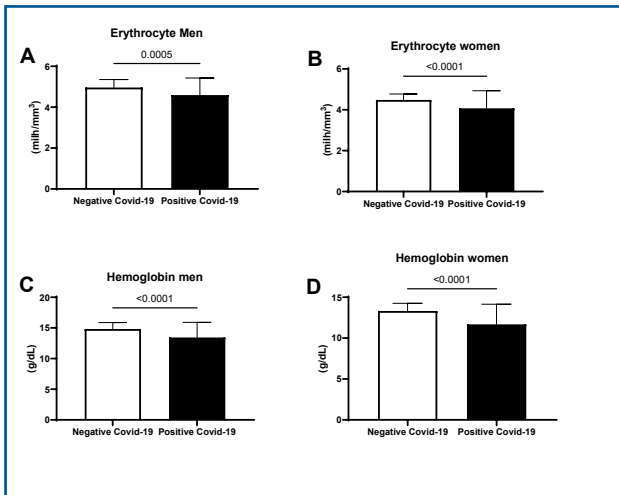 A
Erythrocyte Men
0.0005
6
4
2
0
(milh/mm³)
Negative Covid-19 Positive Covid-19
B
Erythrocyte women
<0.0001
6
4
2
0
(milh/mm³)
Negative Covid-19 Positive Covid-19
C
Hemoglobin men
<0.0001
20
15
10
5
0
(g/dL)
Negative Covid-19 Positive Covid-19
D
Hemoglobin women
<0.0001
15
10
5
0
(g/dL)
Negative Covid-19 Positive Covid-19